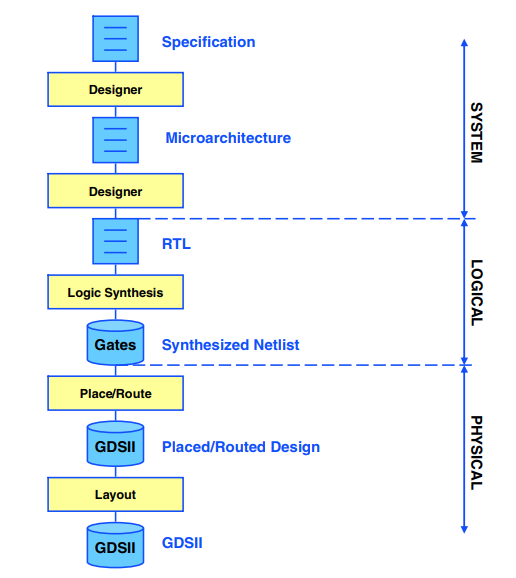 Specification
Designer
Microarchitecture
Designer
SYSTEM
RTL
Logic Synthesis
LOGICAL
Gates
Synthesized Netlist
Place/Route
GDSII
Placed/Routed Design
PHYSICAL
Layout
GDSII
GDSII